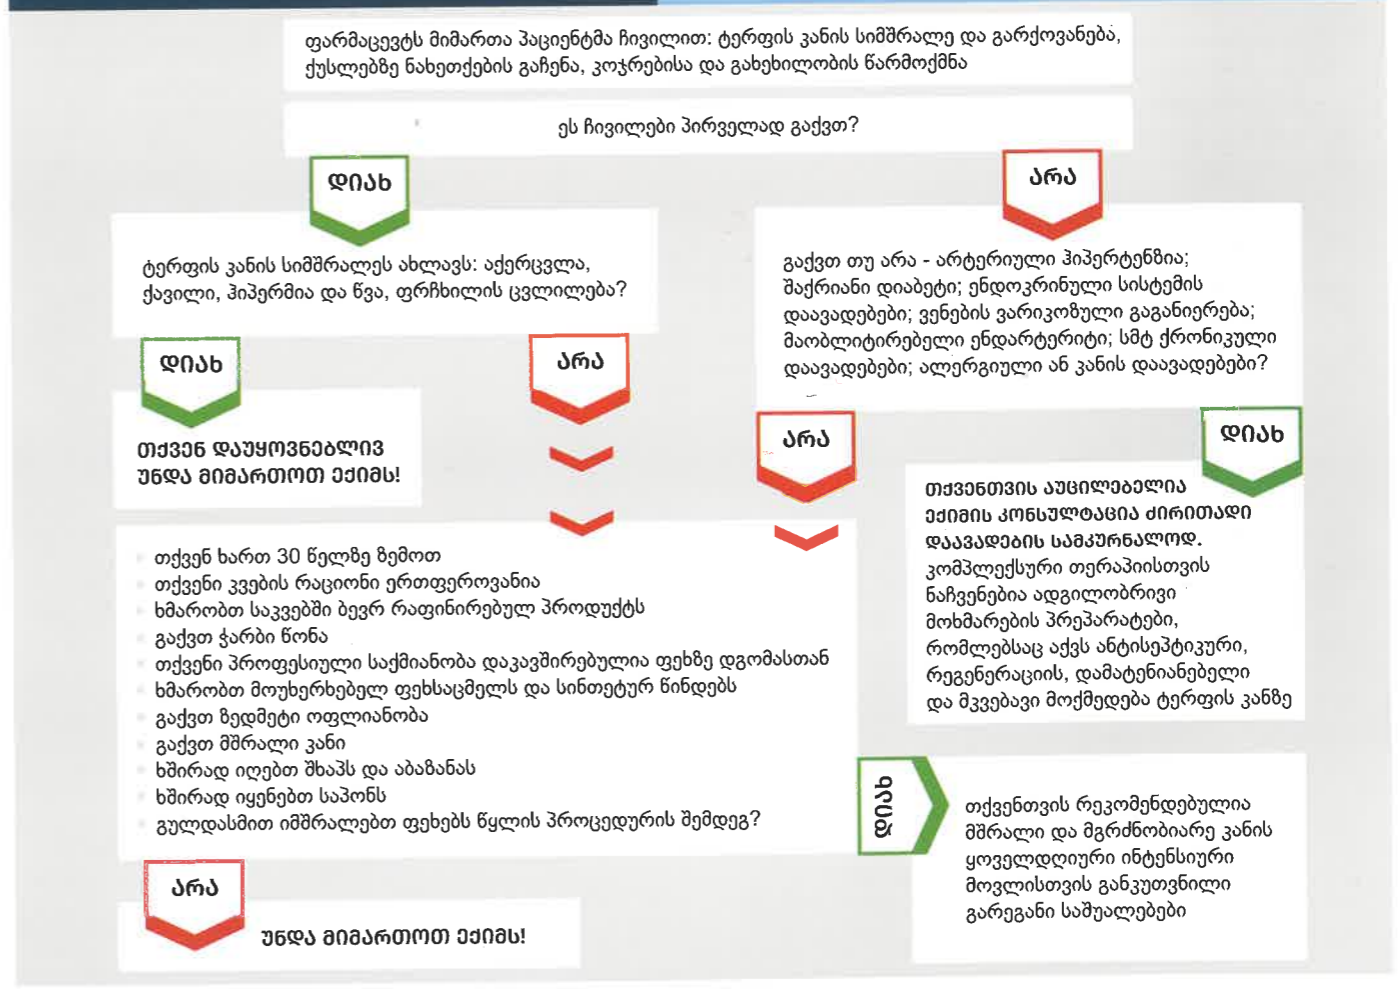 ფარმაცევტს მიმართა პაციენტმა ჩივილით: ტერფის კანის სიმშრალე და გარქოვანება,
ქუსლებზე ნახეთქების გაჩენა, კოჯრებისა და გახეხილობის წარმოქმნა
ეს ჩივილები პირველად გაქვთ?
დიახ
არა
ტერფის კანის სიმშრალეს ახლავს: აქერცვლა,
ქავილი, ჰიპერმია და წვა, ფრჩხილის ცვლილება?
გაქვთ თუ არა - არტერიული ჰიპერტენზია;
შაქრიანი დიაბეტი; ენდოკრინული სისტემის
დაავადებები; ვენების ვარიკოზული გაგანიერება;
მაობლიტირებელი ენდარტერიტი; სმტ ქრონიკული
დაავადებები; ალერგიული ან კანის დაავადებები?
დიახ
არა
არა
დიახ
თქვენ დაუყოვნებლივ
უნდა მიმართოთ ექიმს!
თქვენთვის აუცილებელია
ექიმის კონსულტაცია ძირითადი
დაავადების სამკურნალოდ.
კომპლექსური თერაპიისთვის
ნაჩვენებია ადგილობრივი
მოხმარების პრეპარატები,
რომლებსაც აქვს ანტისეპტიკური,
რეგენერაციის, დამატენიანებელი
და მკვებავი მოქმედება ტერფის კანზე
თქვენ ხართ 30 წელზე ზემოთ
თქვენი კვების რაციონი ერთფეროვანია
ხმარობთ საკვებში ბევრ რაფინირებულ პროდუქტს
გაქვთ ჭარბი წონა
თქვენი პროფესიული საქმიანობა დაკავშირებულია ფეხზე დგომასთან
ხმარობთ მოუხერხებელ ფეხსაცმელს და სინთეტურ წინდებს
გაქვთ ზედმეტი ოფლიანობა
გაქვთ მშრალი კანი
ხშირად იღებთ შხაპს და აბაზანას
ხშირად იყენებთ საპონს
გულდასმით იმშრალებთ ფეხებს წყლის პროცედურის შემდეგ?
დიახ
თქვენთვის რეკომენდებულია
მშრალი და მგრძნობიარე კანის
ყოველდღიური ინტენსიური
მოვლისთვის განკუთვნილი
გარეგანი საშუალებები
არა
უნდა მიმართოთ ექიმს!